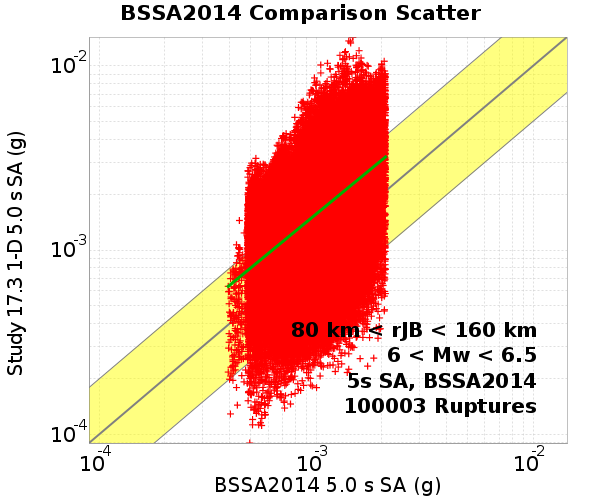 BSSA2014 Comparison Scatter
Study 17.3 1-D 5.0 s SA (g)
10-2
10-3
10-4
80 km < rJB < 160 km
6 < Mw < 6.5
5s SA, BSSA2014
100003 Ruptures
10-4 10-3 10-2
BSSA2014 5.0 s SA (g)